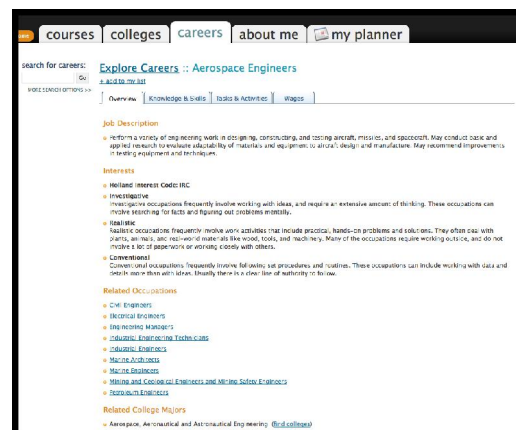 courses
colleges
careers
about me
my planner
search for careers:
Go
MORE SEARCH OPTIONS >>
Explore Careers :: Aerospace Engineers
+ add to my list
Overview
Knowledge & Skills
Tasks & Activities
Wages
Job Description
Perform a variety of engineering work in designing, constructing, and testing aircraft, missiles, and spacecraft. May conduct basic and
applied research to evaluate adaptability of materials and equipment to aircraft design and manufacture. May recommend improvements
in testing equipment and techniques.
Interests
Holland Interest Code: IRC
Investigative
Investigative occupations frequently involve working with ideas, and require an extensive amount of thinking. These occupations can
involve searching for facts and figuring out problems mentally.
Realistic
Realistic occupations frequently involve work activities that include practical, hands-on problems and solutions. They often deal with
plants, animals, and real-world materials like wood, tools, and machinery. Many of the occupations require working outside, and do not
involve a lot of paperwork or working closely with others.
Conventional
Conventional occupations frequently involve following set procedures and routines. These occupations can include working with data and
details more than with ideas. Usually there is a clear line of authority to follow.
Related Occupations
Civil Engineers
Electrical Engineers
Engineering Managers
Industrial Engineering Technicians
Industrial Engineers
Marine Architects
Marine Engineers
Mining and Geological Engineers and Mining Safety Engineers
Petroleum Engineers
Related College Majors
Aerospace, Aeronautical and Astronautical Engineering (find colleges)